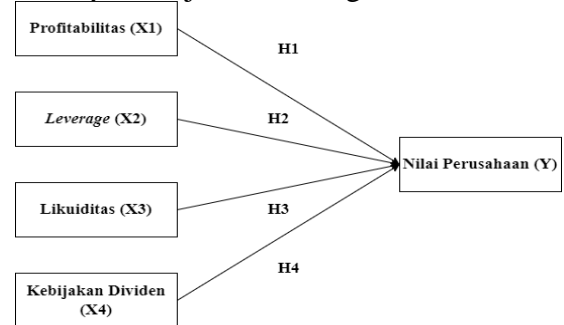 Profitabilitas (X1)
H1
Leverage (X2)
H2
Nilai Perusahaan (Y)
Likuiditas (X3)
H3
H4
Kebijakan Dividen
(X4)